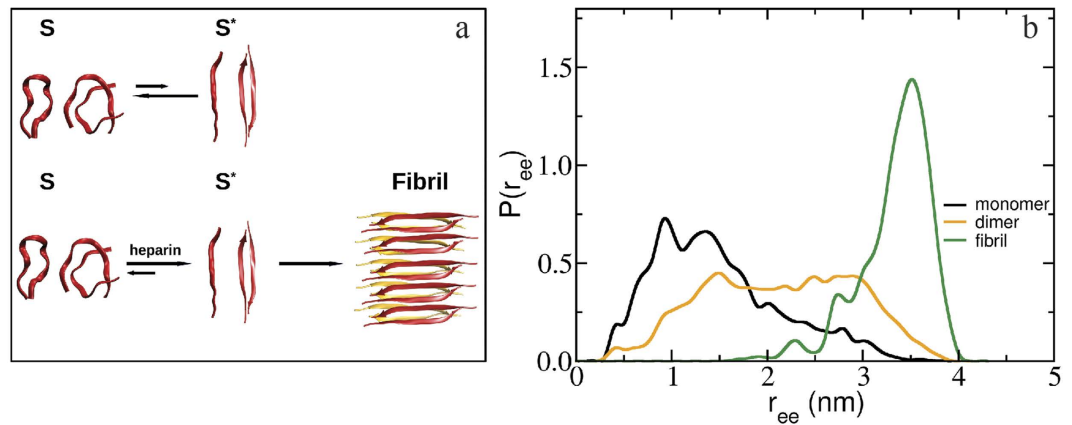 a
S S*
S S* Fibril
heparin
b
P(r_ee)
1.5
1.0
0.5
0.0
monomer
dimer
fibril
0 1 2 3 4 5
r_ee (nm)